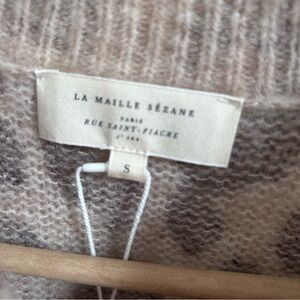 LA MAILLE SÉZANE
PARIS
RUE SAINT-FIACRE
S